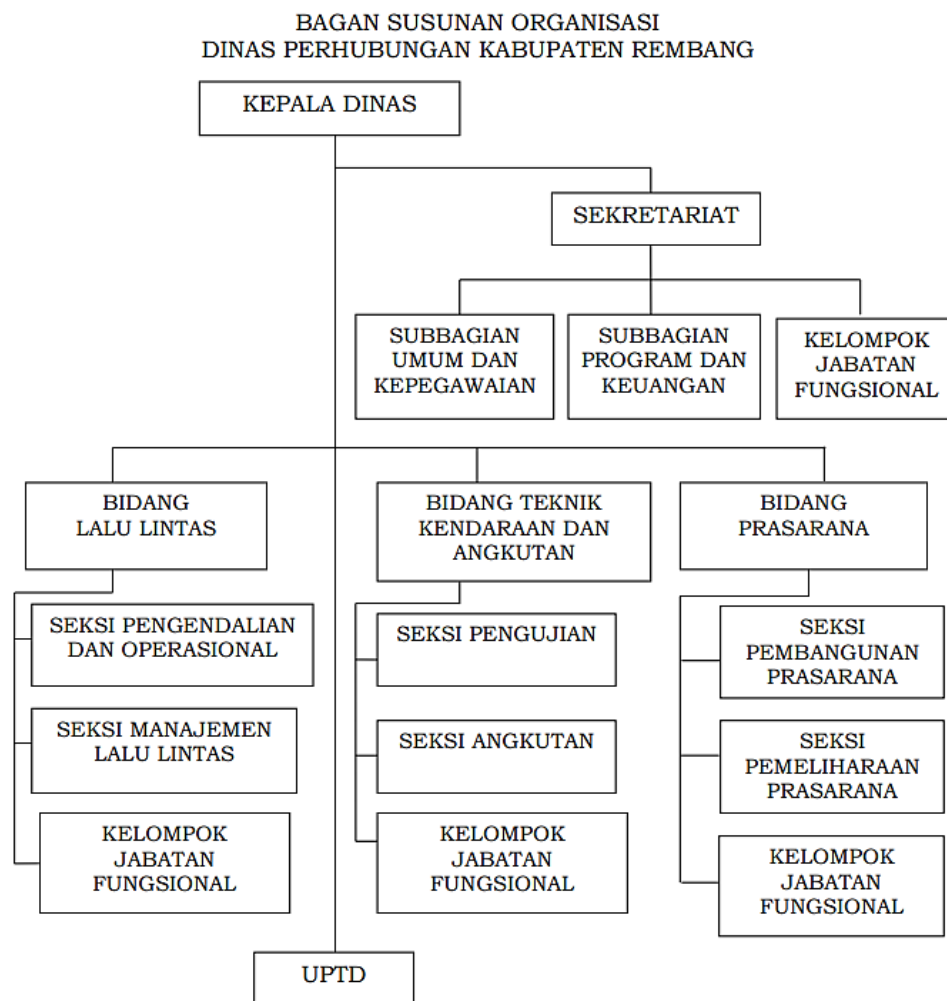 BAGAN SUSUNAN ORGANISASI
DINAS PERHUBUNGAN KABUPATEN REMBANG
KEPALA DINAS
SEKRETARIAT
SUBBAGIAN
UMUM DAN
KEPEGAWAIAN
SUBBAGIAN
PROGRAM DAN
KEUANGAN
KELOMPOK
JABATAN
FUNGSIONAL
BIDANG
LALU LINTAS
BIDANG TEKNIK
KENDARAAN DAN
ANGKUTAN
BIDANG
PRASARANA
SEKSI PENGENDALIAN
DAN OPERASIONAL
SEKSI MANAJEMEN
LALU LINTAS
KELOMPOK
JABATAN
FUNGSIONAL
SEKSI PENGUJIAN
SEKSI ANGKUTAN
KELOMPOK
JABATAN
FUNGSIONAL
SEKSI
PEMBANGUNAN
PRASARANA
SEKSI
PEMELIHARAAN
PRASARANA
KELOMPOK
JABATAN
FUNGSIONAL
UPTD